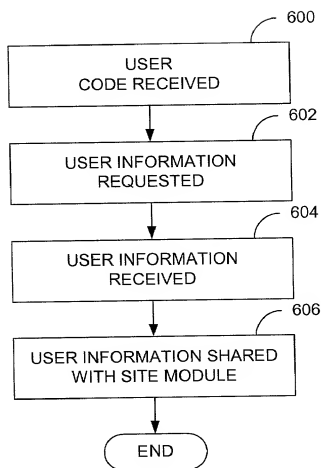 600
USER
CODE RECEIVED
602
USER INFORMATION
REQUESTED
604
USER INFORMATION
RECEIVED
606
USER INFORMATION SHARED
WITH SITE MODULE
END